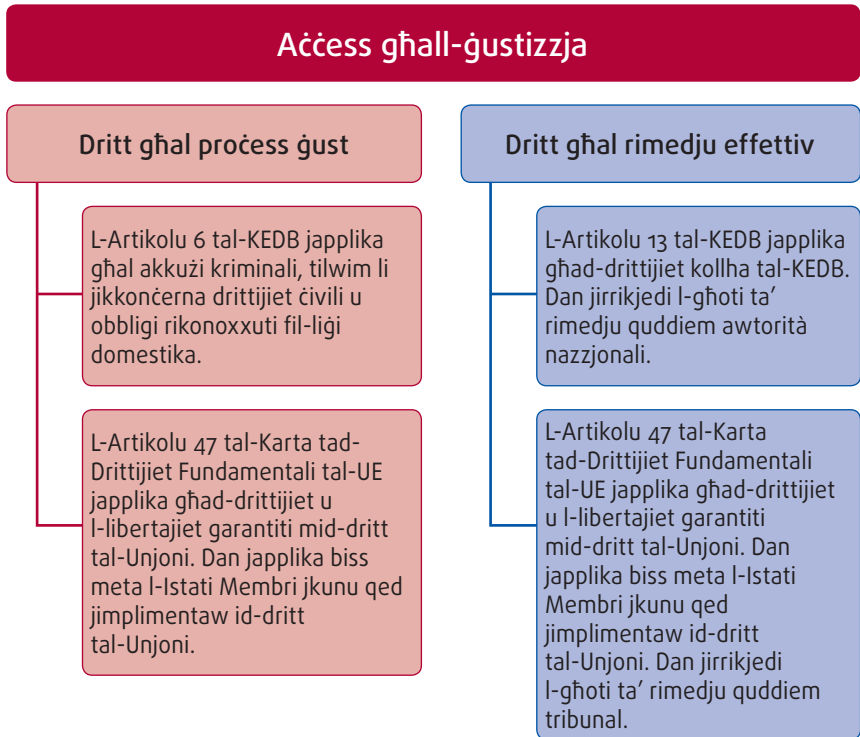 Aċċess għall-ġustizzja
Dritt għal proċess ġust
L-Artikolu 6 tal-KEDB japplika
għal akkużi kriminali, tilwim li
jikkonċerna drittijiet ċivili u
obbligi rikonoxxuti fil-liġi
domestika.
L-Artikolu 47 tal-Karta tad-
Drittijiet Fundamentali tal-UE
japplika għad-drittijiet u
l-libertajiet garantiti mid-dritt
tal-Unjoni. Dan japplika biss
meta l-Istati Membri jkunu qed
jimplimentaw id-dritt
tal-Unjoni.
Dritt għal rimedju effettiv
L-Artikolu 13 tal-KEDB japplika
għad-drittijiet kollha tal-KEDB.
Dan jirrikjedi l-għoti ta’
rimedju quddiem awtorità
nazzjonali.
L-Artikolu 47 tal-Karta
tad-Drittijiet Fundamentali
tal-UE japplika għad-drittijiet
u l-libertajiet garantiti
mid-dritt tal-Unjoni. Dan
japplika biss meta l-Istati
Membri jkunu qed
jimplimentaw id-dritt
tal-Unjoni. Dan jirrikjedi
l-għoti ta’ rimedju quddiem
tribunal.